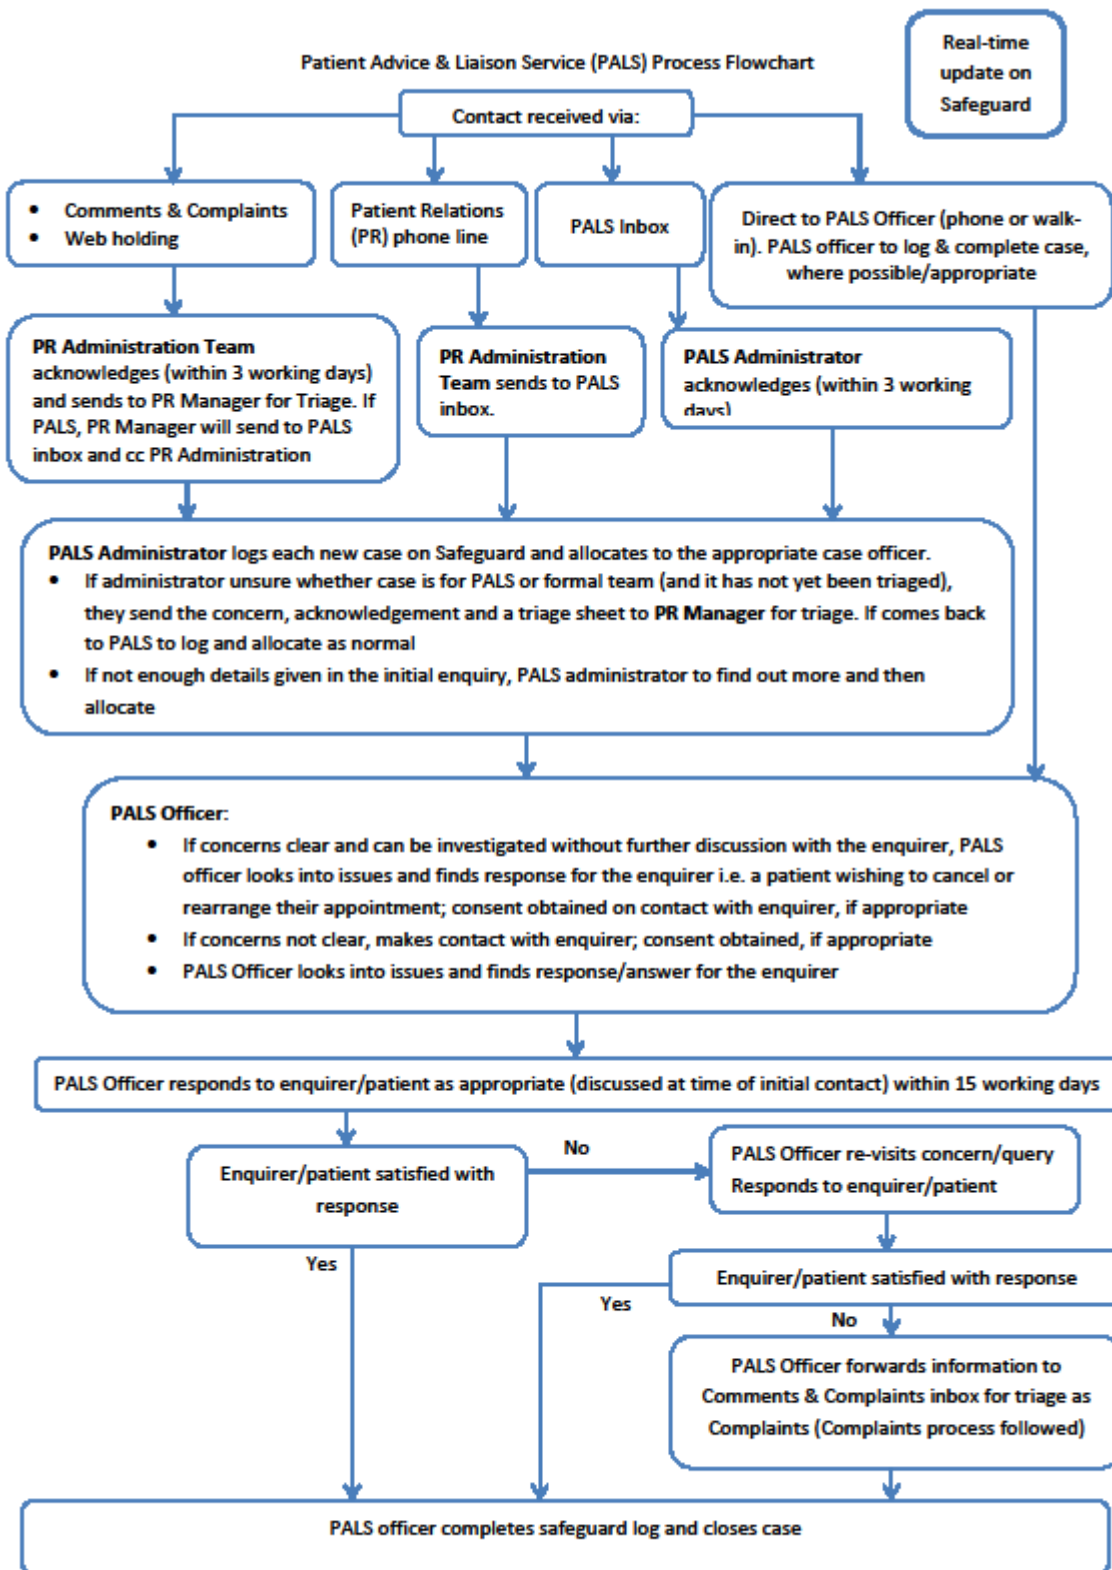 Real-time
update on
Safeguard
Patient Advice & Liaison Service (PALS) Process Flowchart
Contact received via:
• Comments & Complaints
• Web holding
Patient Relations
(PR) phone line
PALS Inbox
Direct to PALS Officer (phone or walk-
in). PALS officer to log & complete case,
where possible/appropriate
PR Administration Team
acknowledges (within 3 working days)
and sends to PR Manager for Triage. If
PALS, PR Manager will send to PALS
inbox and cc PR Administration
PR Administration
Team sends to PALS
inbox.
PALS Administrator
acknowledges (within 3 working
days)
PALS Administrator logs each new case on Safeguard and allocates to the appropriate case officer.
• If administrator unsure whether case is for PALS or formal team (and it has not yet been triaged),
they send the concern, acknowledgement and a triage sheet to PR Manager for triage. If comes back
to PALS to log and allocate as normal
• If not enough details given in the initial enquiry, PALS administrator to find out more and then
allocate
PALS Officer:
• If concerns clear and can be investigated without further discussion with the enquirer, PALS
officer looks into issues and finds response for the enquirer i.e. a patient wishing to cancel or
rearrange their appointment; consent obtained on contact with enquirer, if appropriate
• If concerns not clear, makes contact with enquirer; consent obtained, if appropriate
• PALS Officer looks into issues and finds response/answer for the enquirer
PALS Officer responds to enquirer/patient as appropriate (discussed at time of initial contact) within 15 working days
Enquirer/patient satisfied with
response
No
PALS Officer re-visits concern/query
Responds to enquirer/patient
Yes
Enquirer/patient satisfied with response
Yes
No
PALS Officer forwards information to
Comments & Complaints inbox for triage as
Complaints (Complaints process followed)
PALS officer completes safeguard log and closes case